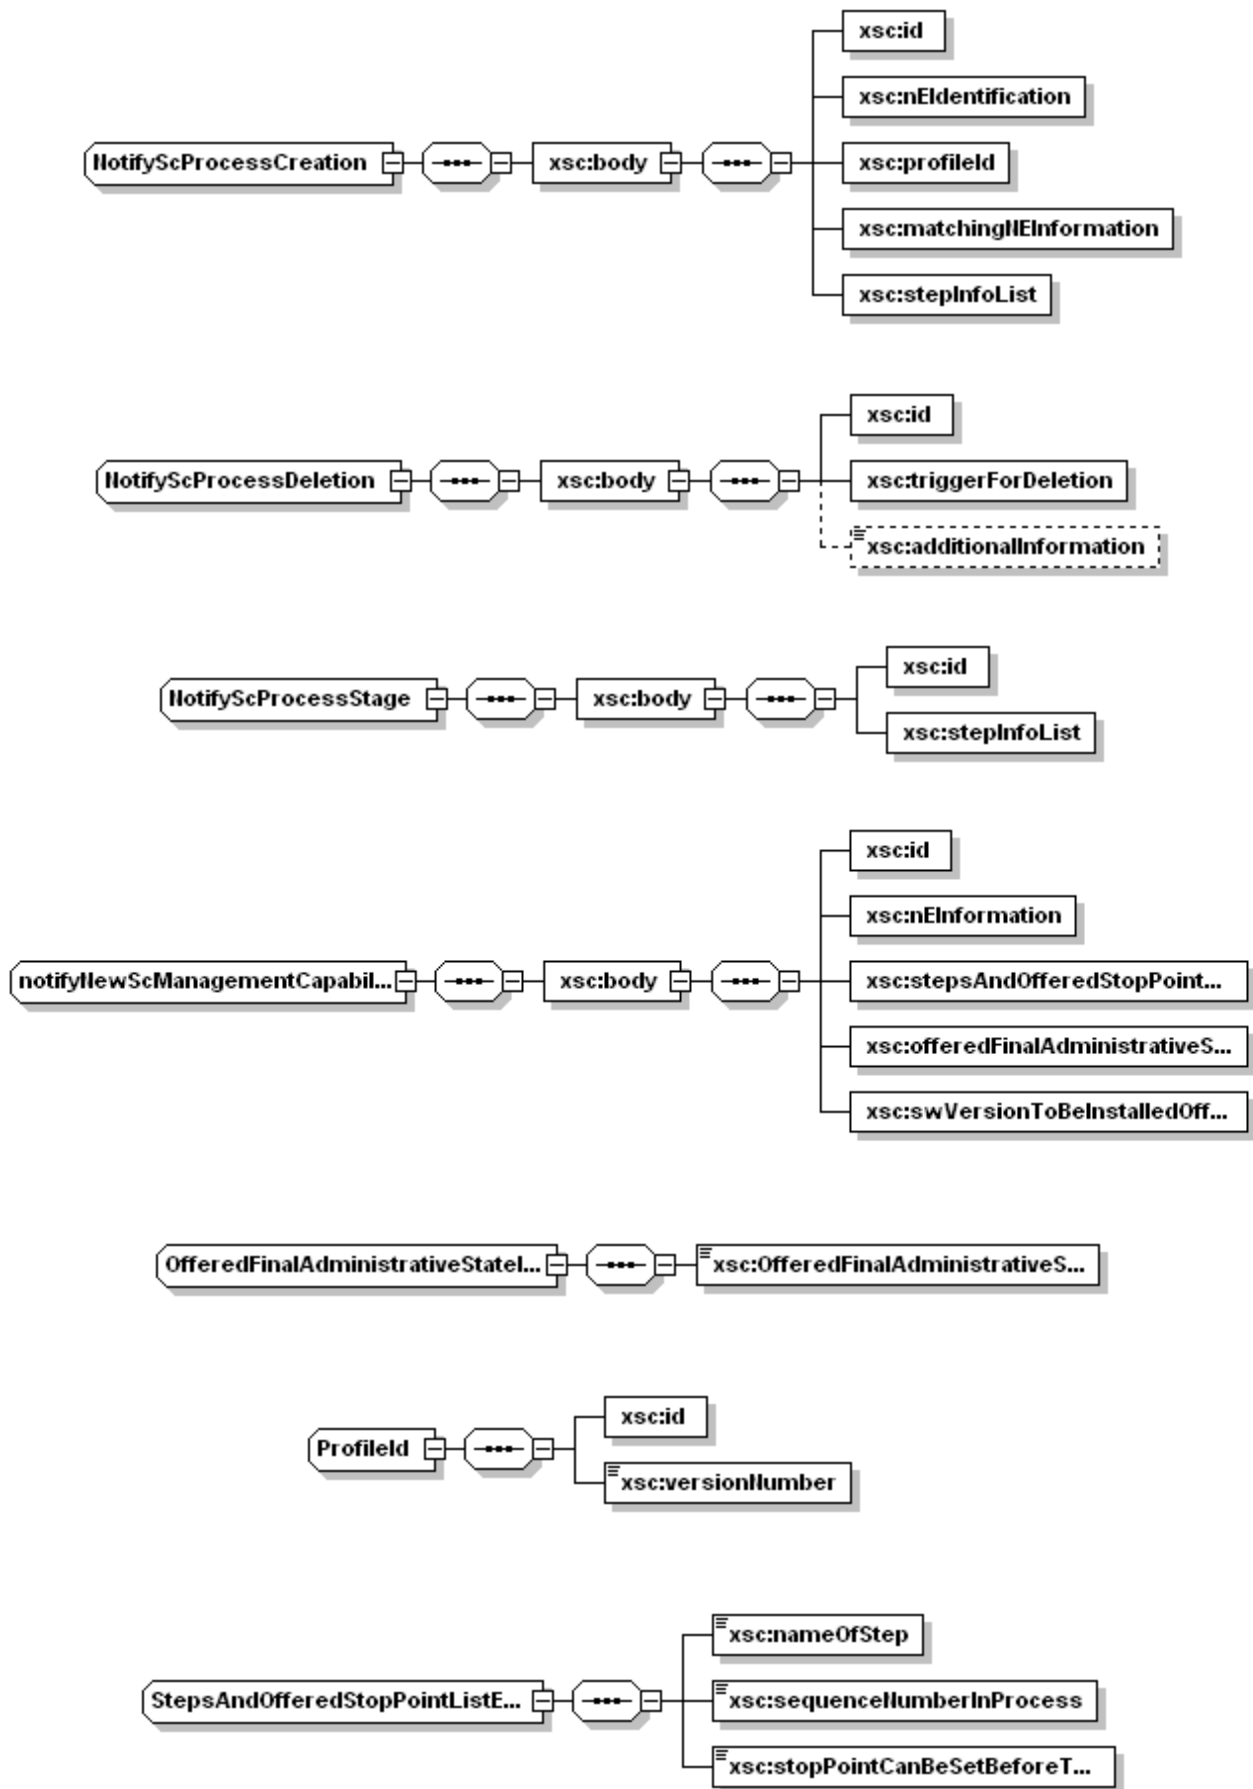 xsc:id
xsc:nEIdentification
NotifyScProcessCreation xsc:body xsc:profileId
xsc:matchingNEInformation
xsc:stepInfoList
xsc:id
NotifyScProcessDeletion xsc:body xsc:triggerForDeletion
xsc:additionalInformation
xsc:id
NotifyScProcessStage xsc:body
xsc:stepInfoList
xsc:id
xsc:nEInformation
notifyNewScManagementCapabil... xsc:body xsc:stepsAndOfferedStopPoint...
xsc:offeredFinalAdministrativeS...
xsc:swVersionToBeInstalledOff...
OfferedFinalAdministrativeStateI... xsc:OfferedFinalAdministrativeS...
xsc:id
ProfileId
xsc:versionNumber
xsc:nameOfStep
StepsAndOfferedStopPointListE... xsc:sequenceNumberInProcess
xsc:stopPointCanBeSetBeforeT...